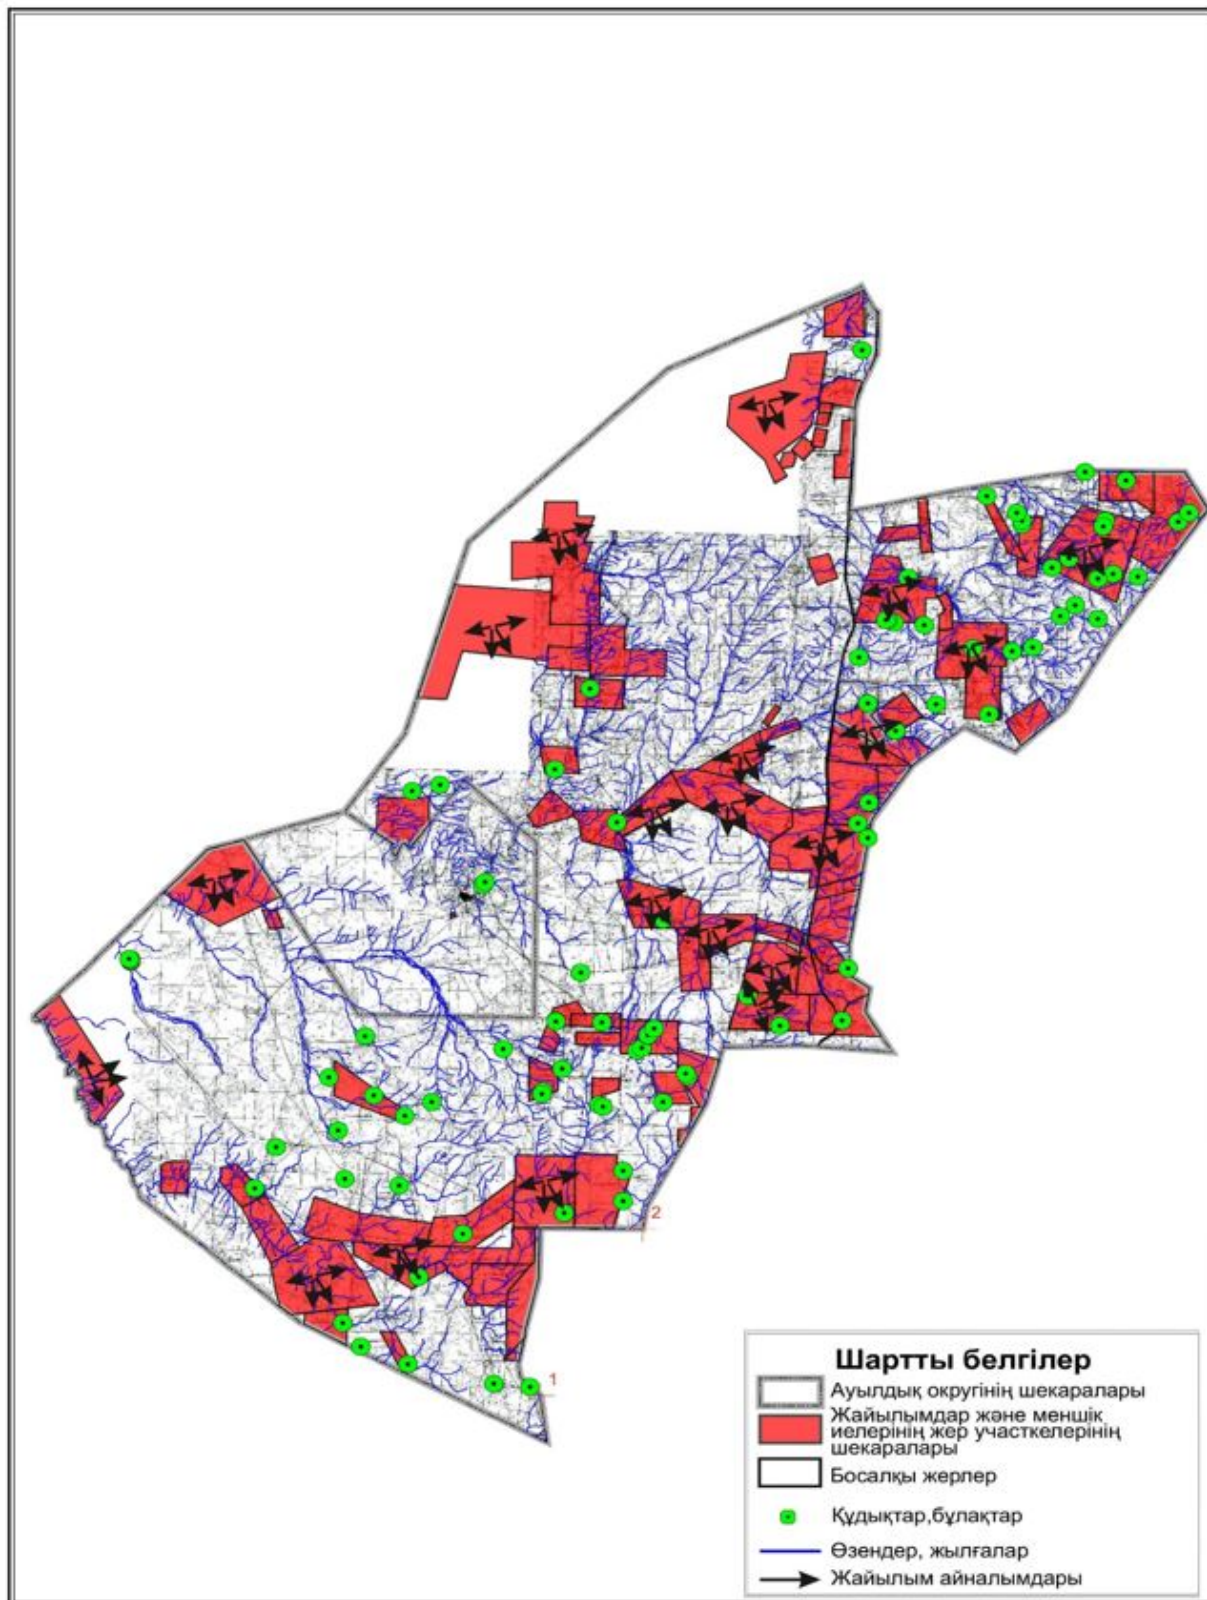 2
1
Шартты белгілер
Ауылдық округінің шекаралары
Жайылымдар және меншік
иелерінің жер участкелерінің
шекаралары
Босалқы жерлер
Құдықтар,бұлақтар
Өзендер, жылғалар
Жайылым айналымдары